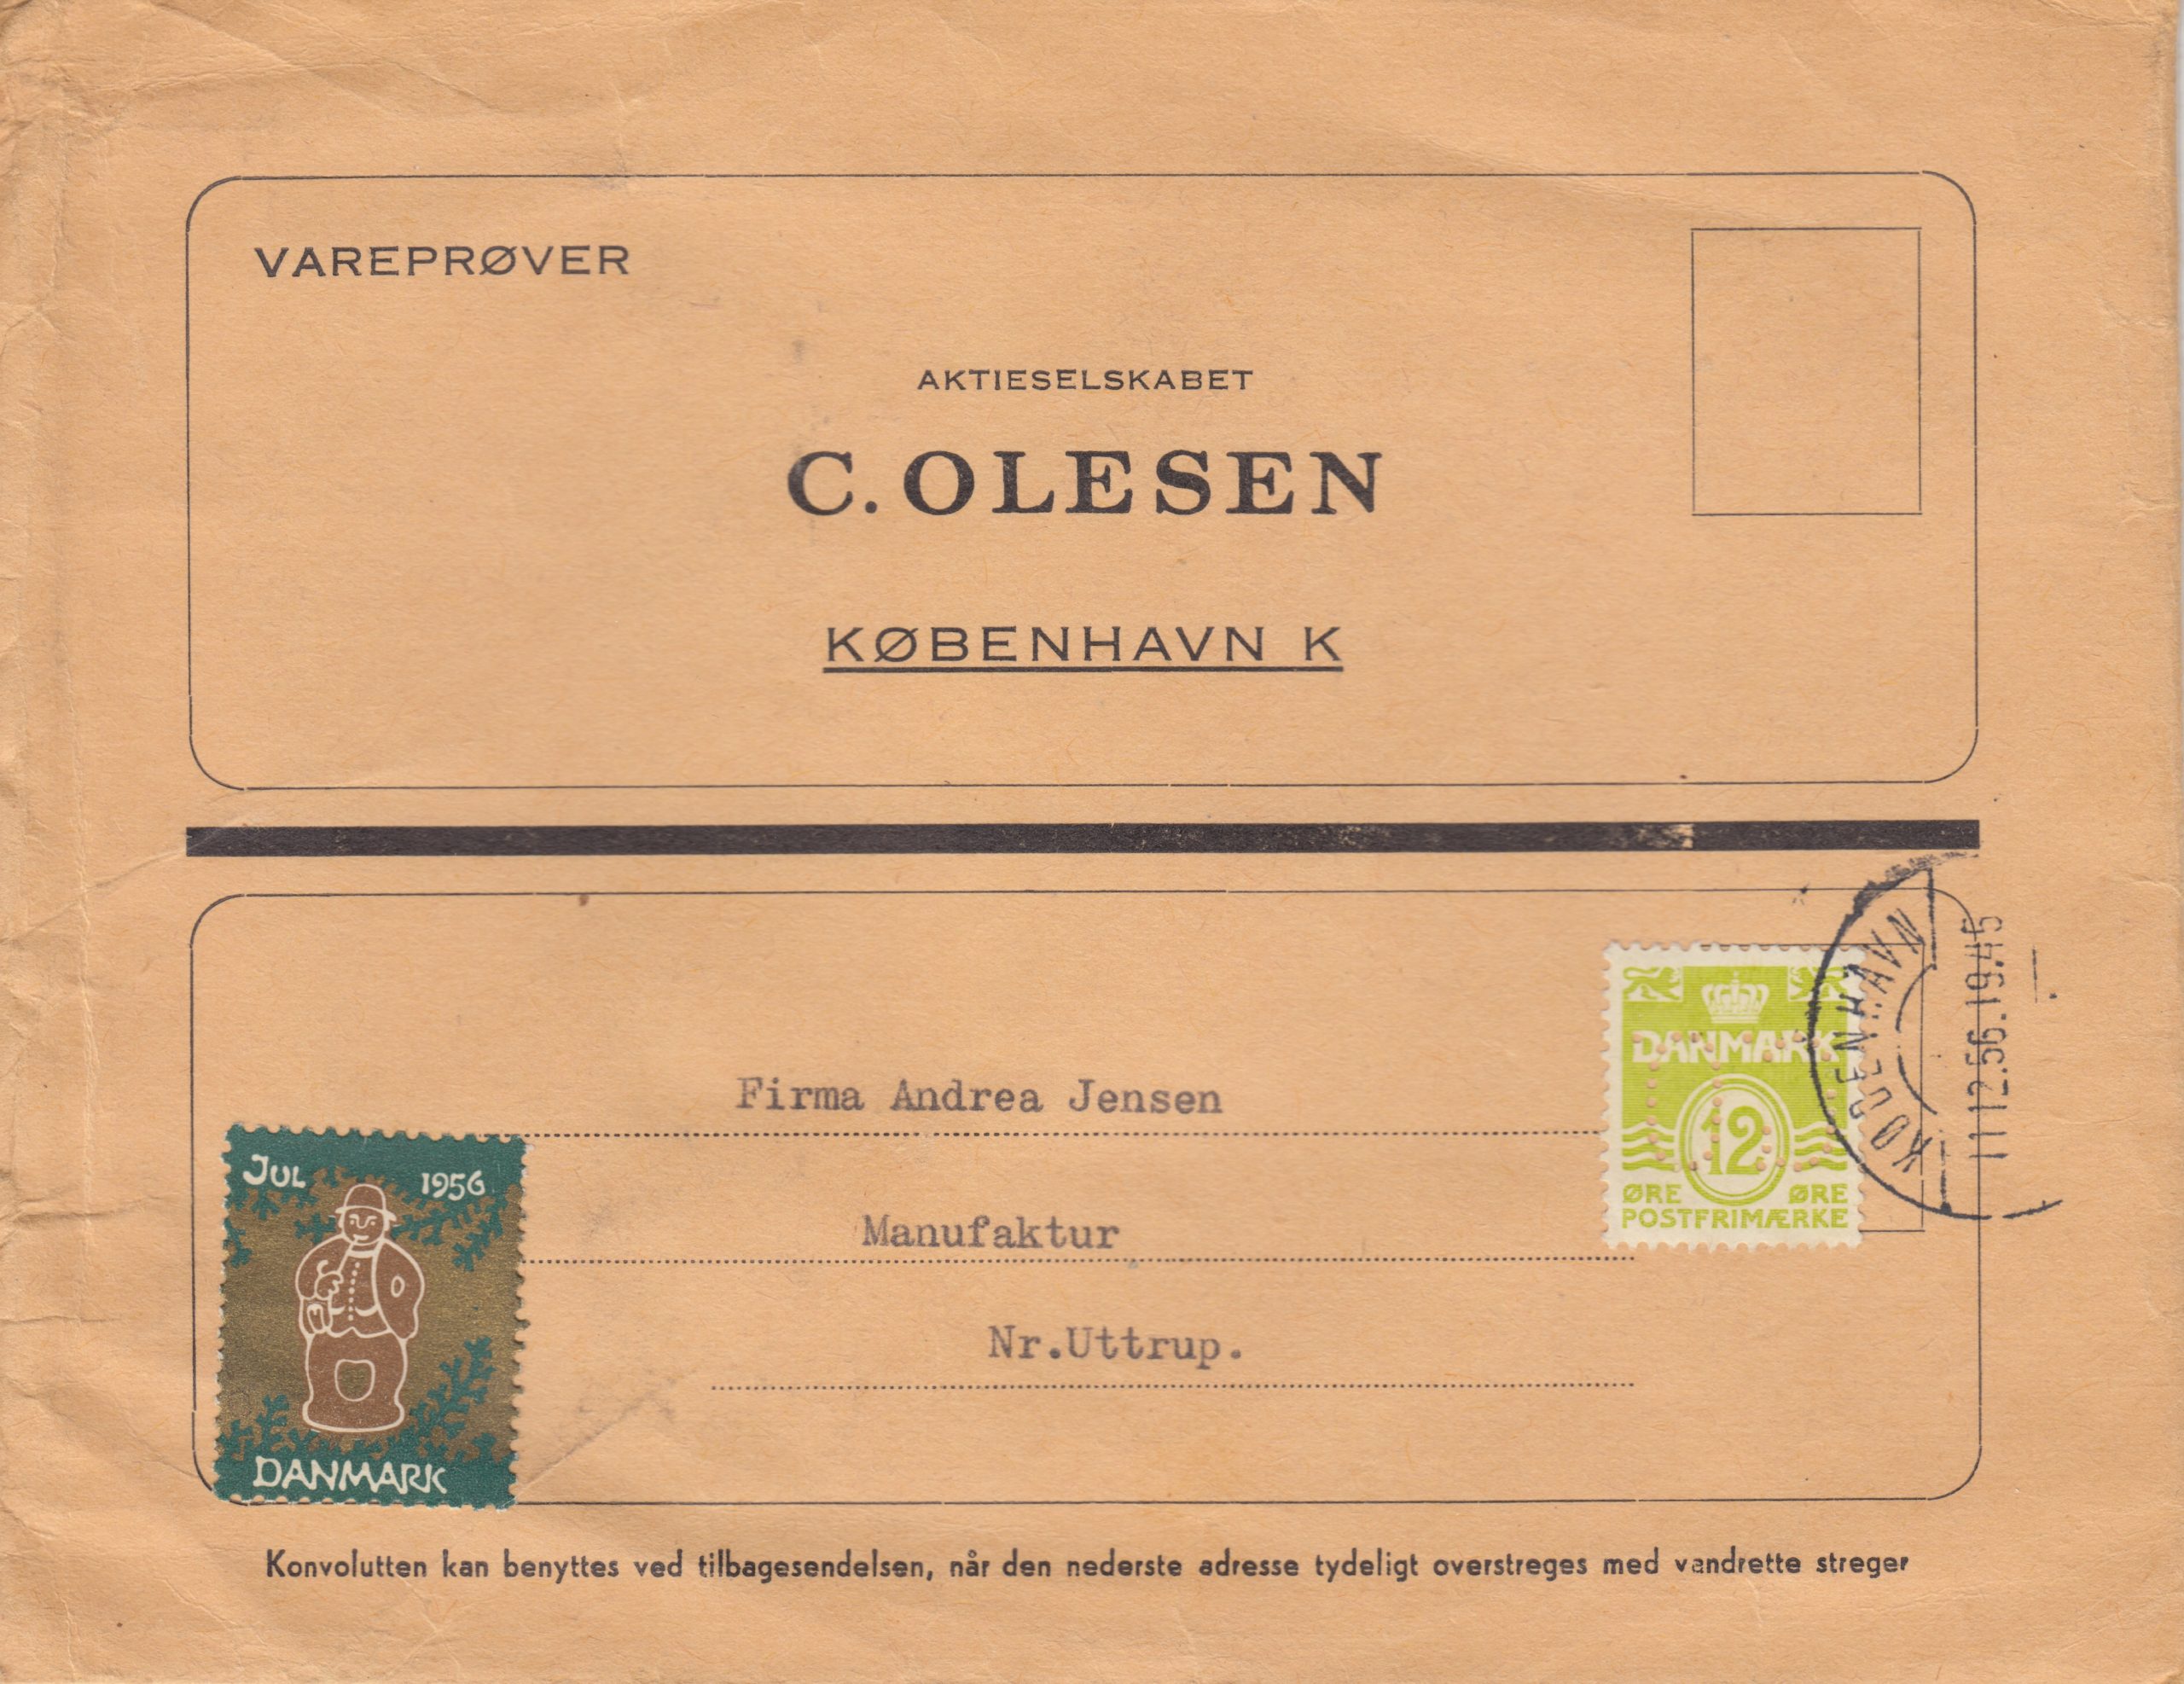 VAREPRØVER
AKTIESELSKABET
C. OLESEN
KØBENHAVN K
KØBENHAVN
11.12.56.19.45
DANMARK
12
ØRE ØRE
POSTFRIMÆRKE
Firma Andrea Jensen
Manufaktur
Nr.Uttrup.
JUL 1956
DANMARK
Konvolutten kan benyttes ved tilbagesendelsen, når den nederste adresse tydeligt overstreges med vandrette streger